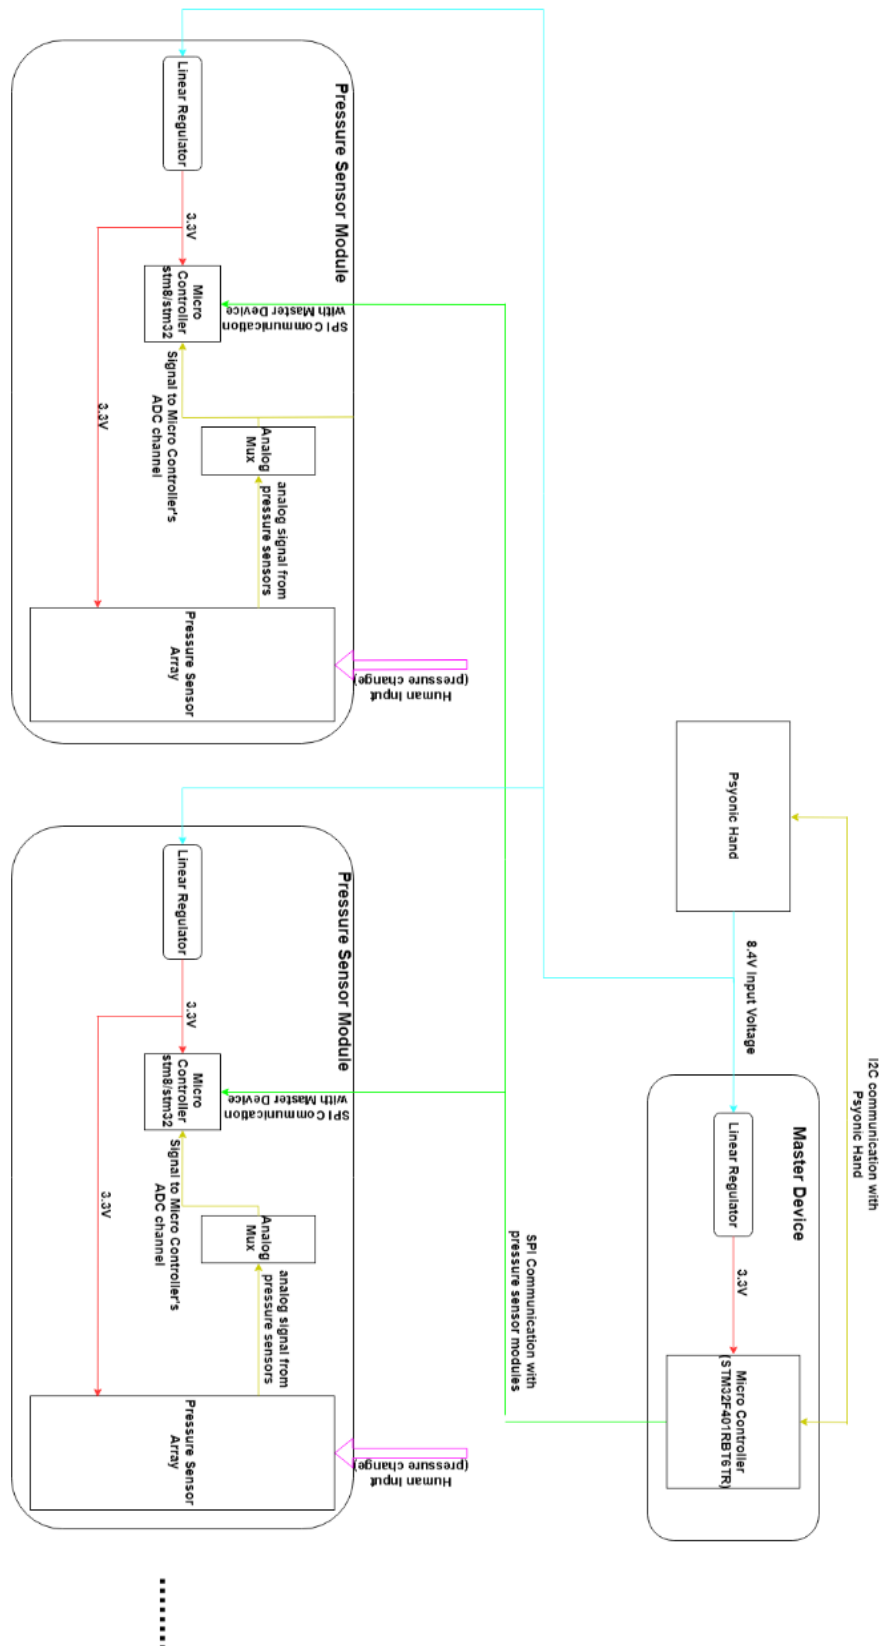 Psyonic Hand
8.4V Input Voltage
I2C communication with
Psyonic Hand
Master Device
Linear Regulator
3.3V
Micro Controller
(STM32F401RBT6TR)
SPI Communication with
pressure sensor modules
Pressure Sensor Module
Linear Regulator
3.3V
Micro
Controller
stm8/stm32
SPI Communication
with Master Device
Signal to Micro Controller's
ADC channel
3.3V
Analog
Mux
analog signal from
pressure sensors
Pressure Sensor
Array
Human Input
(pressure change)
Pressure Sensor Module
Linear Regulator
3.3V
Micro
Controller
stm8/stm32
SPI Communication
with Master Device
Signal to Micro Controller's
ADC channel
3.3V
Analog
Mux
analog signal from
pressure sensors
Pressure Sensor
Array
Human Input
(pressure change)